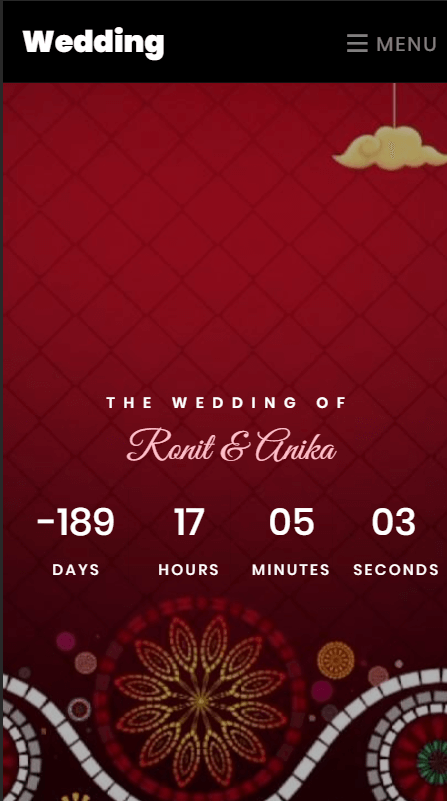 Wedding
MENU
THE WEDDING OF
Ronit & Anika
-189 17 05 03
DAYS HOURS MINUTES SECONDS